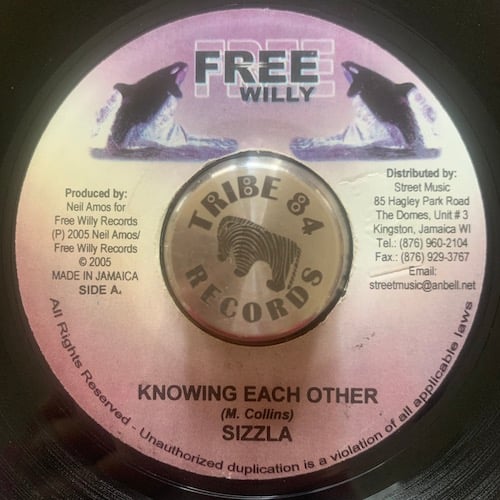 FREE
FREE
WILLY
Produced by:
Neil Amos for
Free Willy Records
(P) 2005 Neil Amos/
Free Willy Records
© 2005
MADE IN JAMAICA
SIDE A.
Distributed by:
Street Music
85 Hagley Park Road
The Domes, Unit # 3
Kingston, Jamaica WI
Tel.: (876) 960-2104
Fax.: (876) 929-3767
Email:
streetmusic@anbell.net
TRIBE 84
RECORDS
KNOWING EACH OTHER
(M. Collins)
SIZZLA
All Rights Reserved - Unauthorized duplication is a violation of all applicable laws